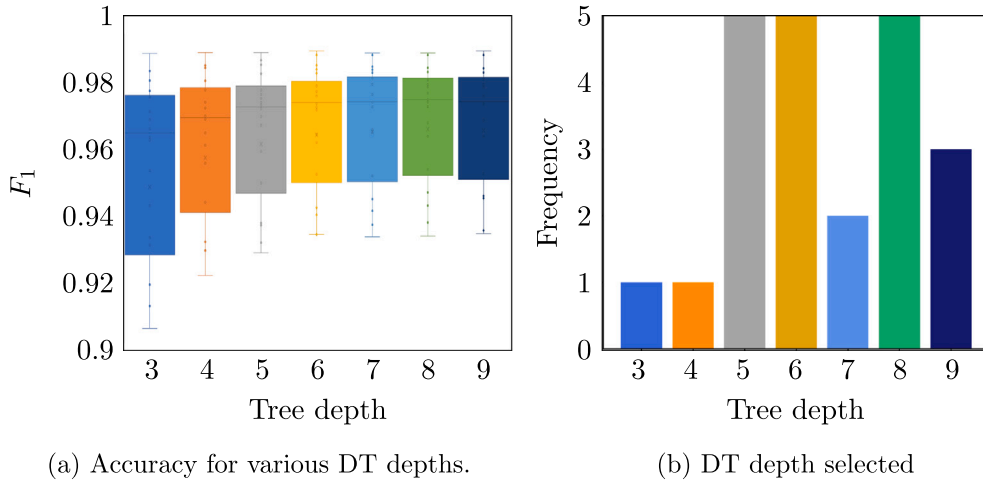 1
0.98
0.96
0.94
0.92
0.9
F1
3 4 5 6 7 8 9
Tree depth
(a) Accuracy for various DT depths.
5
4
3
2
1
0
Frequency
3 4 5 6 7 8 9
Tree depth
(b) DT depth selected